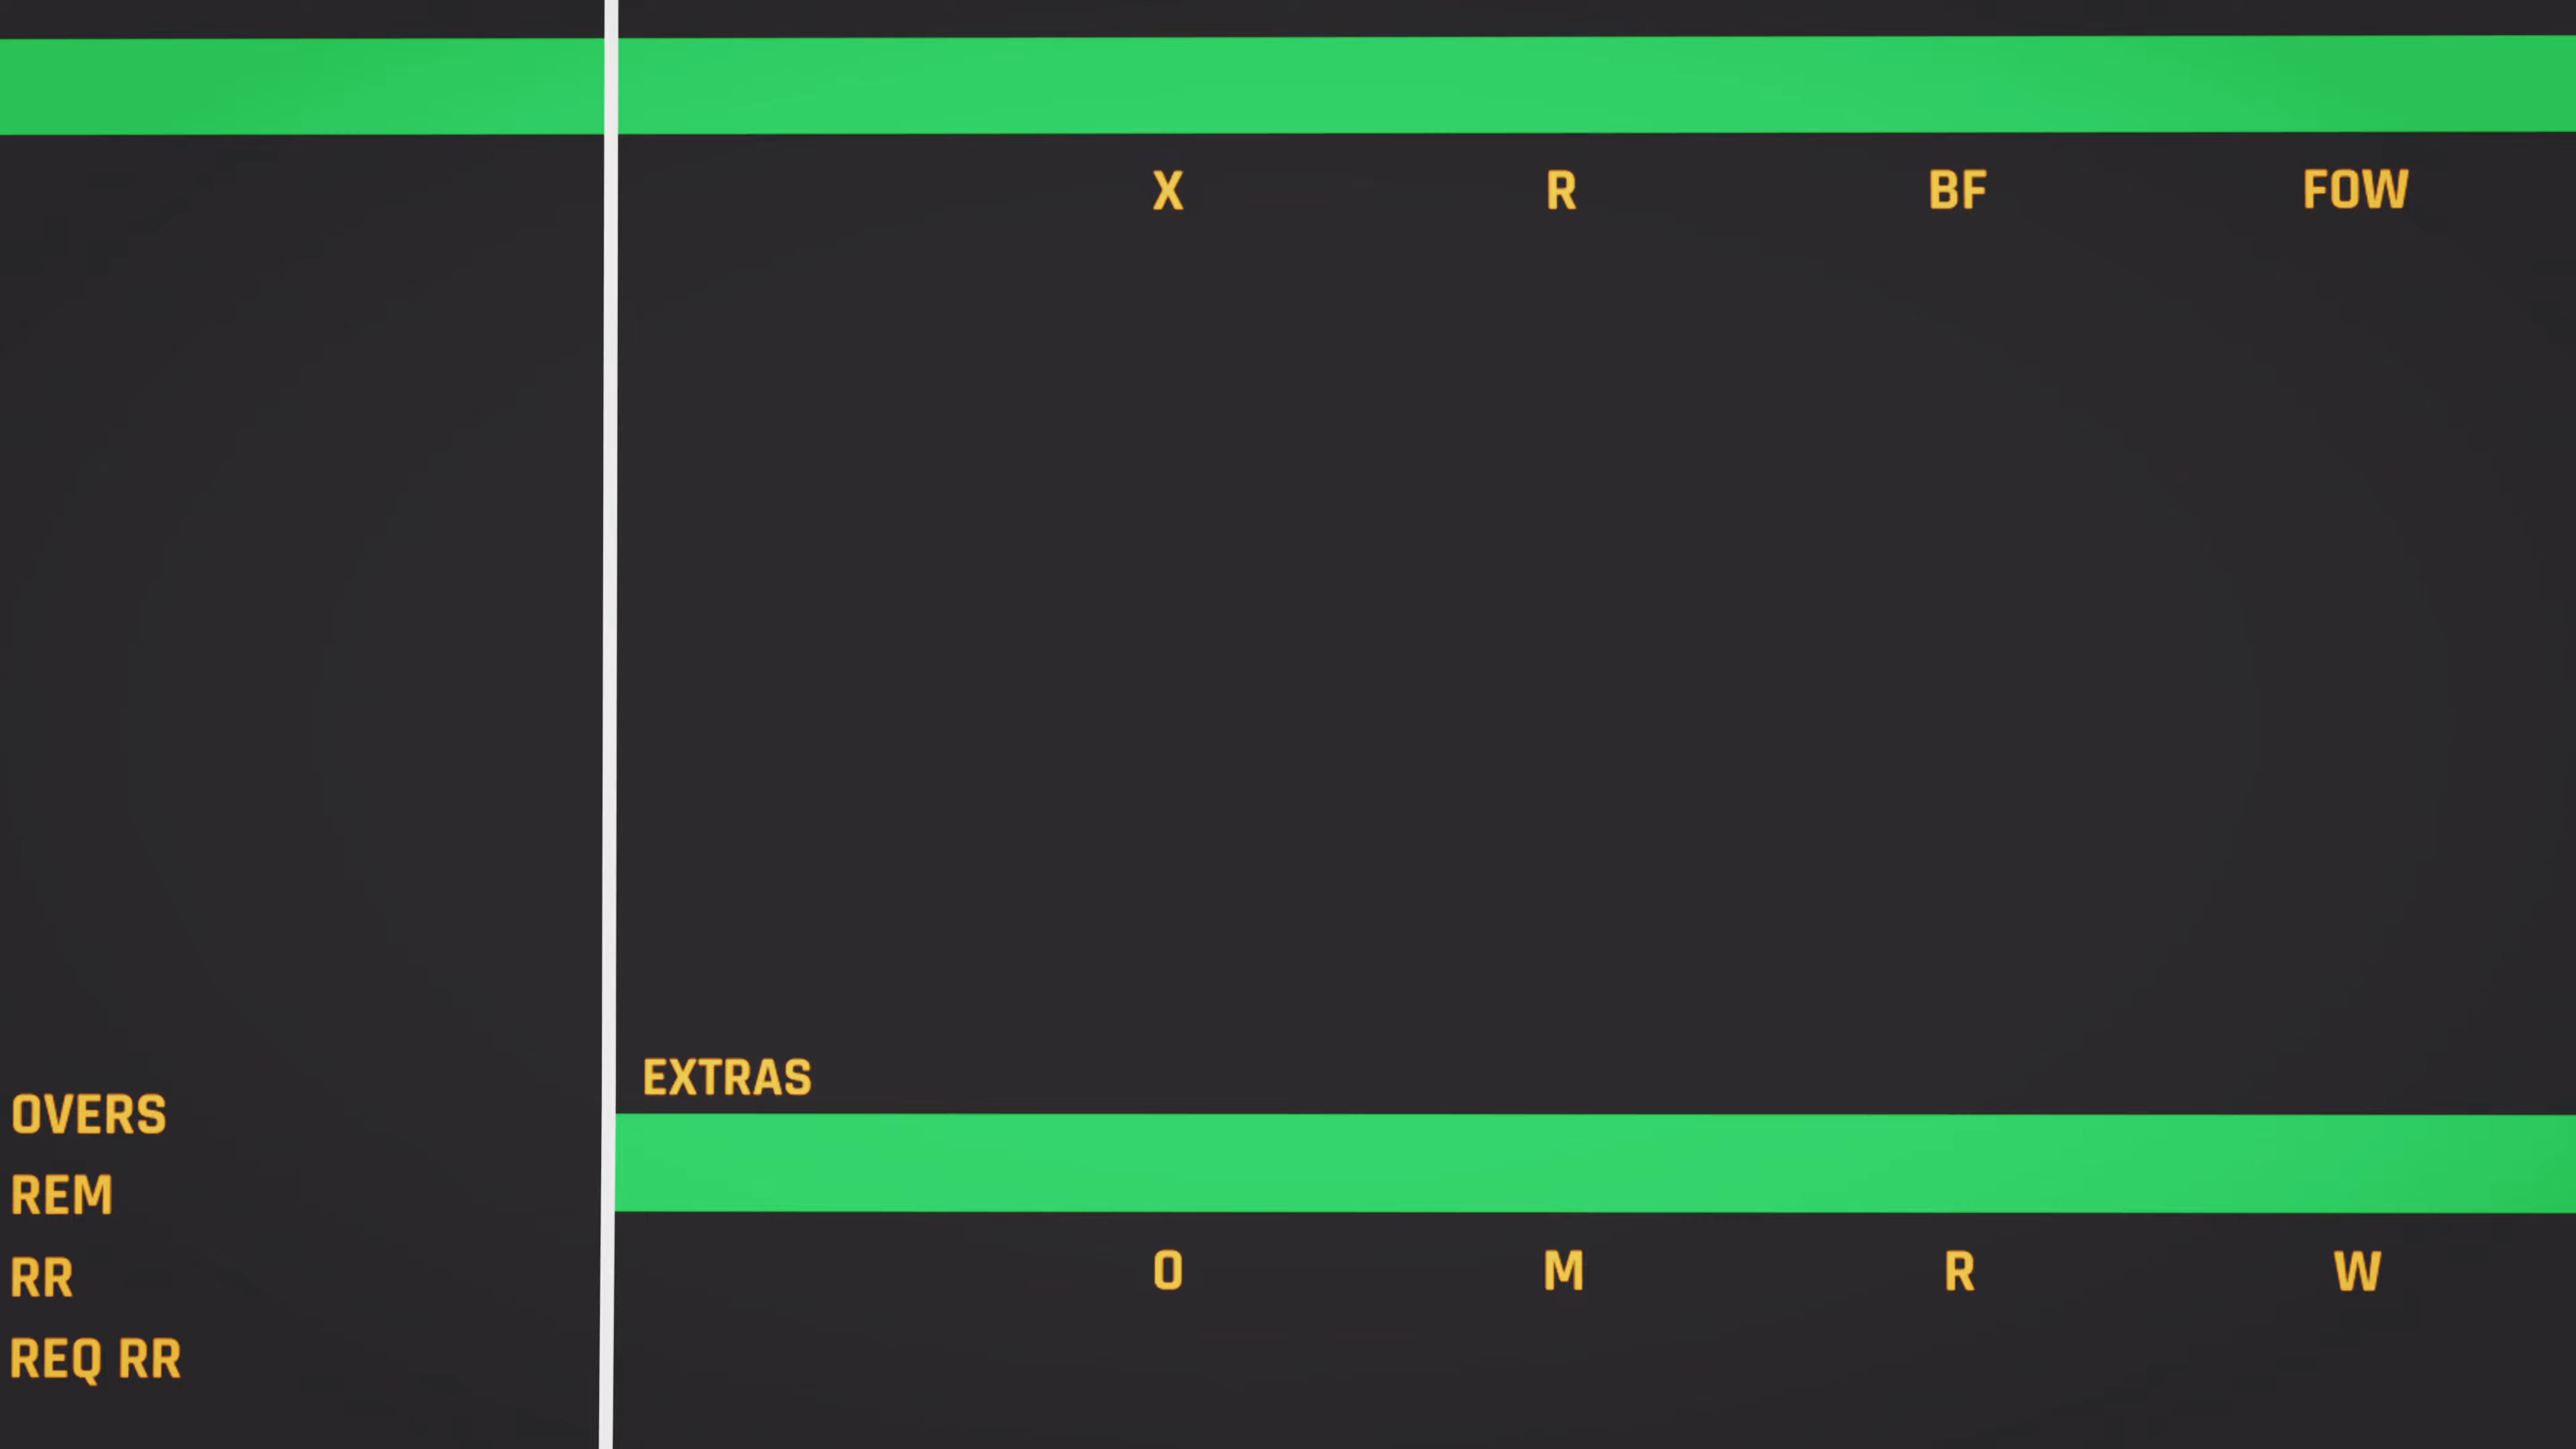 X R BF FOW
EXTRAS
OVERS
REM
RR
REQ RR
O M R W